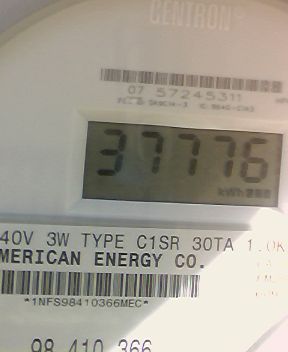 CENTRON
07 57245311
37776
kWh
40V 3W TYPE C1SR 30TA 1.0K
MERICAN ENERGY CO.
*1NFS98410366MEC*
98 410 366